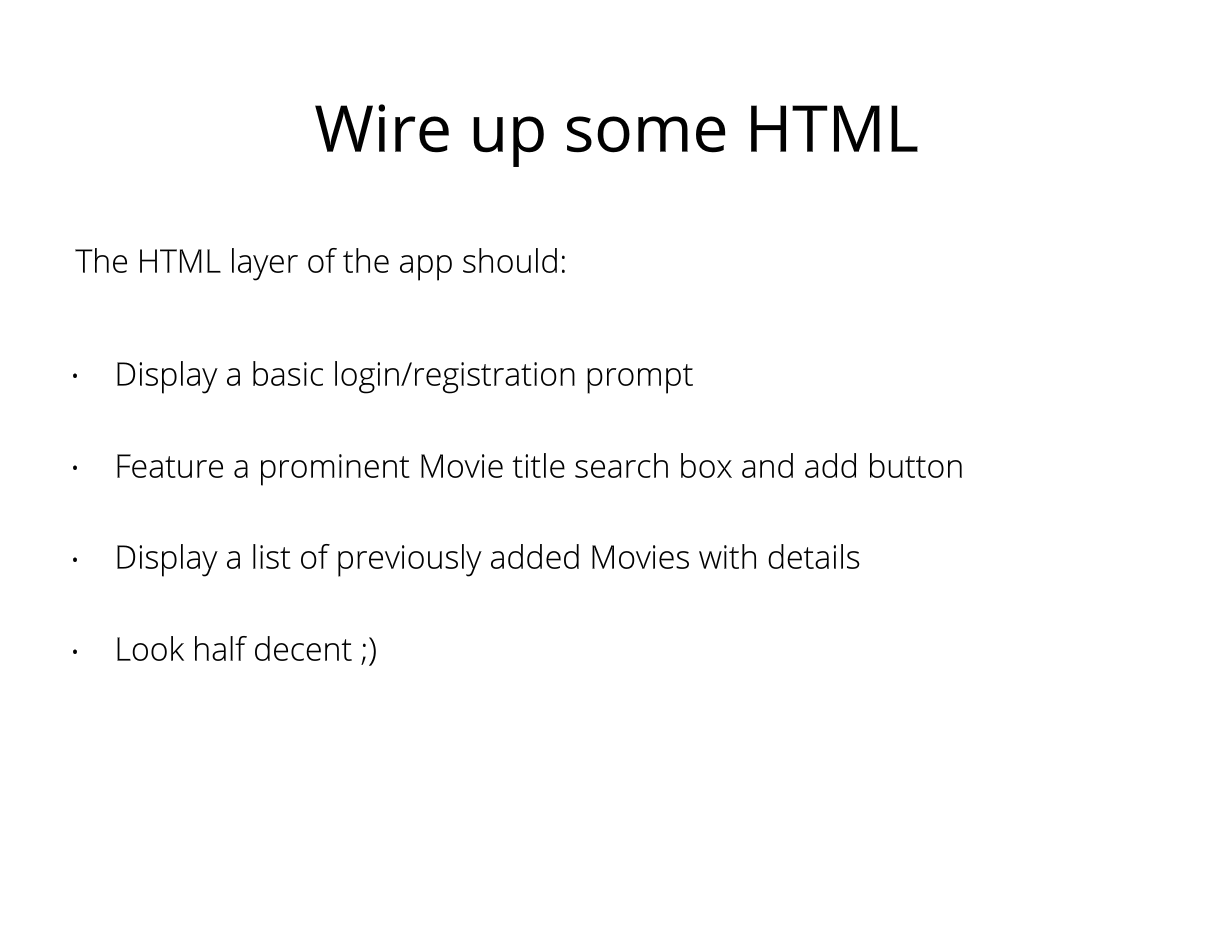 Wire up some HTML
The HTML layer of the app should:
• Display a basic login/registration prompt
• Feature a prominent Movie title search box and add button
• Display a list of previously added Movies with details
• Look half decent ;)